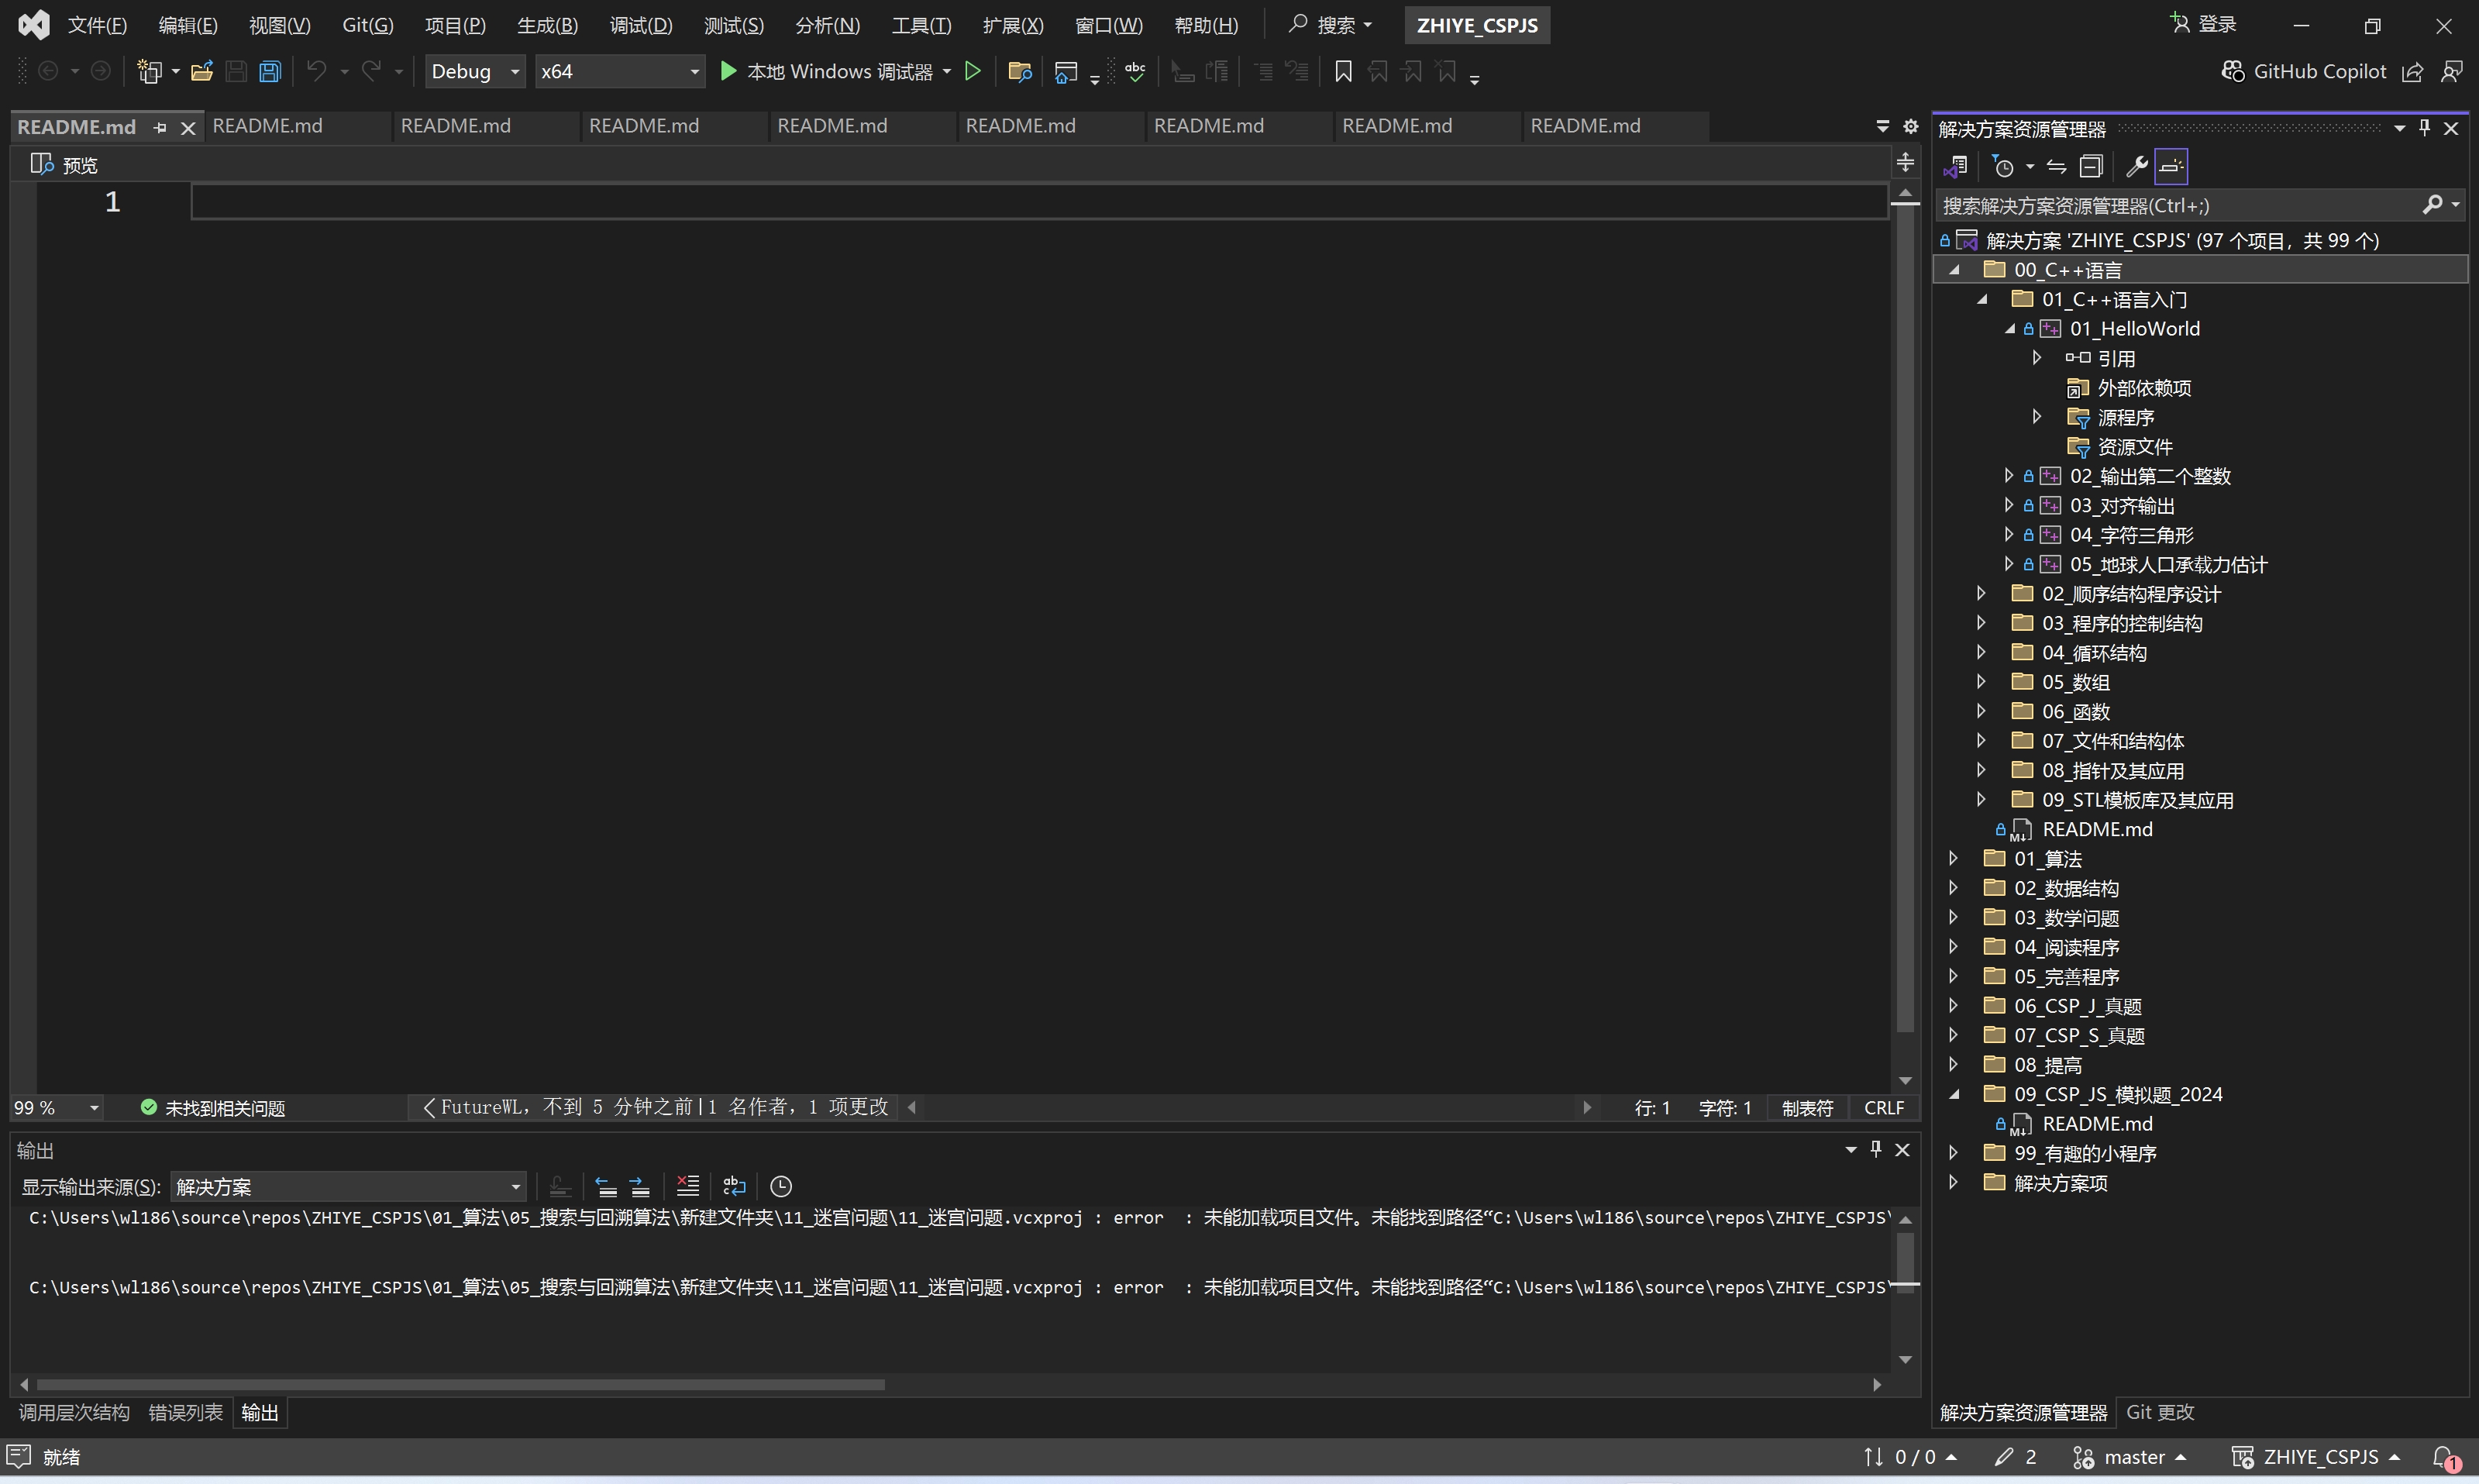 文件(F) 编辑(E) 视图(V) Git(G) 项目(P) 生成(B) 调试(D) 测试(S) 分析(N) 工具(T) 扩展(X) 窗口(W) 帮助(H) 搜索 ZHIYE_CSPJS 登录
Debug x64 本地 Windows 调试器 abc GitHub Copilot
README.md README.md README.md README.md README.md README.md README.md README.md README.md
预览
1
99 % 未找到相关问题 FutureWL, 不到 5 分钟之前|1 名作者, 1 项更改 行: 1 字符: 1 制表符 CRLF
输出
显示输出来源(S): 解决方案
C:\Users\wl186\source\repos\ZHIYE_CSPJS\01_算法\05_搜索与回溯算法\新建文件夹\11_迷宫问题\11_迷宫问题.vcxproj : error  : 未能加载项目文件。未能找到路径“C:\Users\wl186\source\repos\ZHIYE_CSPJS\
C:\Users\wl186\source\repos\ZHIYE_CSPJS\01_算法\05_搜索与回溯算法\新建文件夹\11_迷宫问题\11_迷宫问题.vcxproj : error  : 未能加载项目文件。未能找到路径“C:\Users\wl186\source\repos\ZHIYE_CSPJS\
调用层次结构 错误列表 输出
解决方案资源管理器
搜索解决方案资源管理器(Ctrl+;)
解决方案 'ZHIYE_CSPJS' (97 个项目，共 99 个)
00_C++语言
01_C++语言入门
01_HelloWorld
引用
外部依赖项
源程序
资源文件
02_输出第二个整数
03_对齐输出
04_字符三角形
05_地球人口承载力估计
02_顺序结构程序设计
03_程序的控制结构
04_循环结构
05_数组
06_函数
07_文件和结构体
08_指针及其应用
09_STL模板库及其应用
README.md
01_算法
02_数据结构
03_数学问题
04_阅读程序
05_完善程序
06_CSP_J_真题
07_CSP_S_真题
08_提高
09_CSP_JS_模拟题_2024
README.md
99_有趣的小程序
解决方案项
解决方案资源管理器 Git 更改
就绪 0 / 0 2 master ZHIYE_CSPJS 1